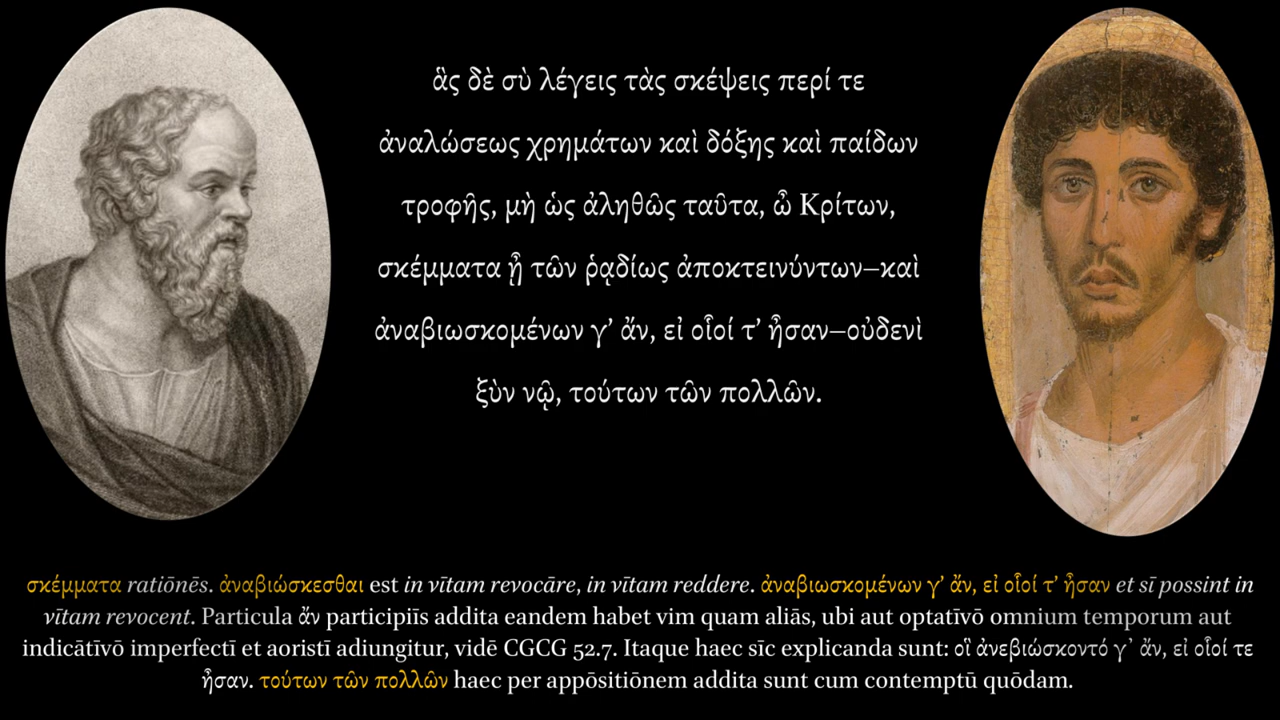 ἃς δὲ σὺ λέγεις τὰς σκέψεις περί τε
ἀναλώσεως χρημάτων καὶ δόξης καὶ παίδων
τροφῆς, μὴ ὡς ἀληθῶς ταῦτα, ὦ Κρίτων,
σκέμματα ᾖ τῶν ῥᾳδίως ἀποκτεινύντων–καὶ
ἀναβιωσκομένων γ’ ἄν, εἰ οἷοί τ’ ἦσαν–οὐδενὶ
ξὺν νῷ, τούτων τῶν πολλῶν.
σκέμματα ratiōnēs. ἀναβιώσκεσθαι est in vītam revocāre, in vītam reddere. ἀναβιωσκομένων γ’ ἄν, εἰ οἷοί τ’ ἦσαν et sī possint in
vītam revocent. Particula ἄν participiīs addita eandem habet vim quam aliās, ubi aut optatīvō omnium temporum aut
indicātīvō imperfectī et aoristī adiungitur, vidē CGCG 52.7. Itaque haec sīc explicanda sunt: οἳ ἀνεβιώσκοντό γ’ ἄν, εἰ οἷοί τε
ἦσαν. τούτων τῶν πολλῶν haec per appōsitiōnem addita sunt cum contemptū quōdam.